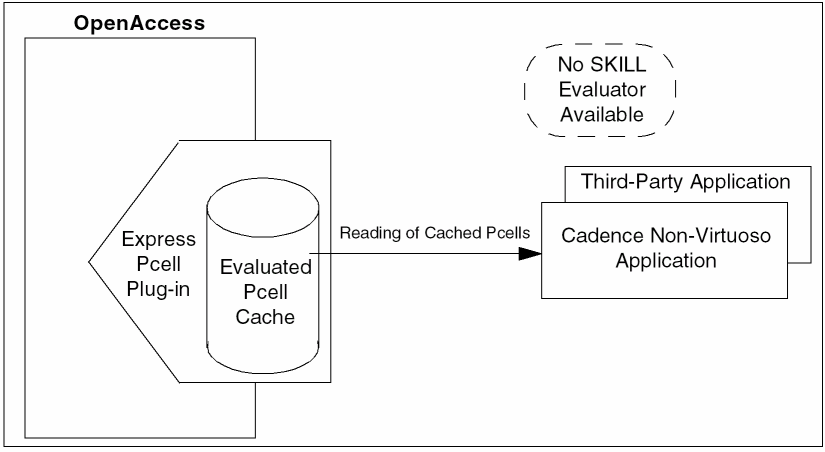 OpenAccess
No SKILL
Evaluator
Available
Third-Party Application
Reading of Cached Pcells
Cadence Non-Virtuoso
Application
Express
Pcell
Plug-in
Evaluated
Pcell
Cache